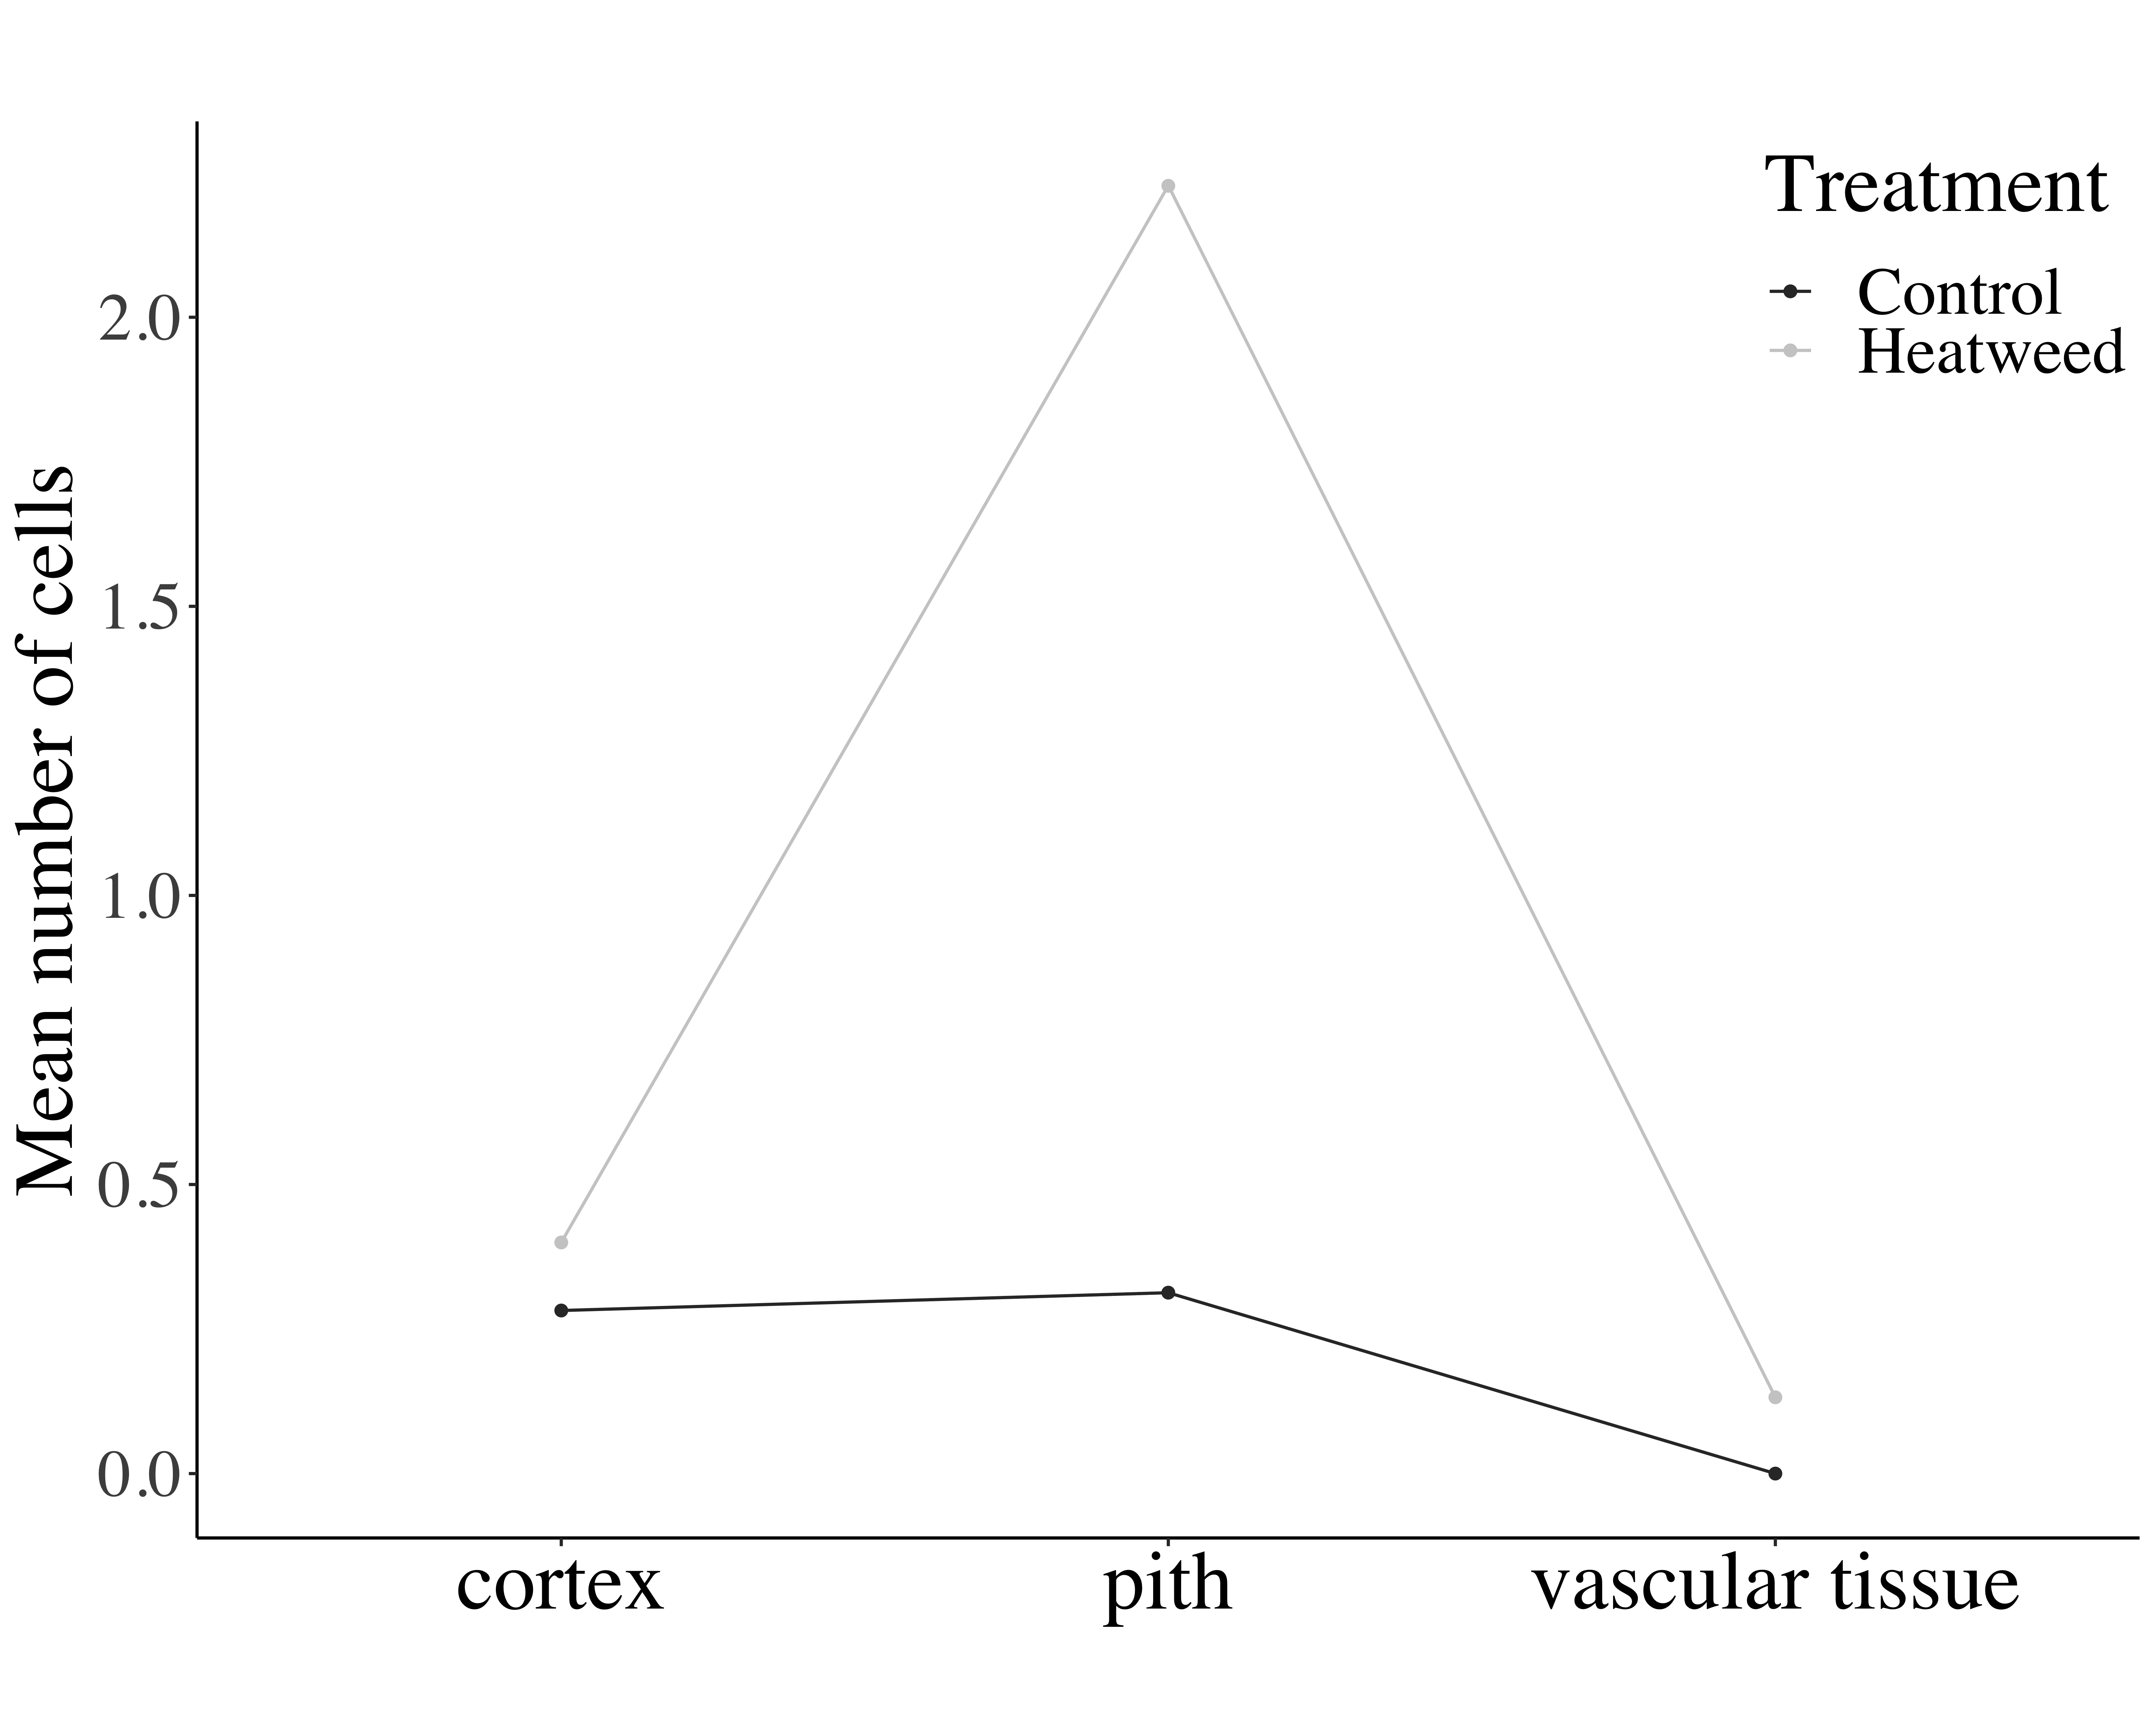 Treatment
Control
Heatweed
Mean number of cells
2.0
1.5
1.0
0.5
0.0
cortex pith vascular tissue